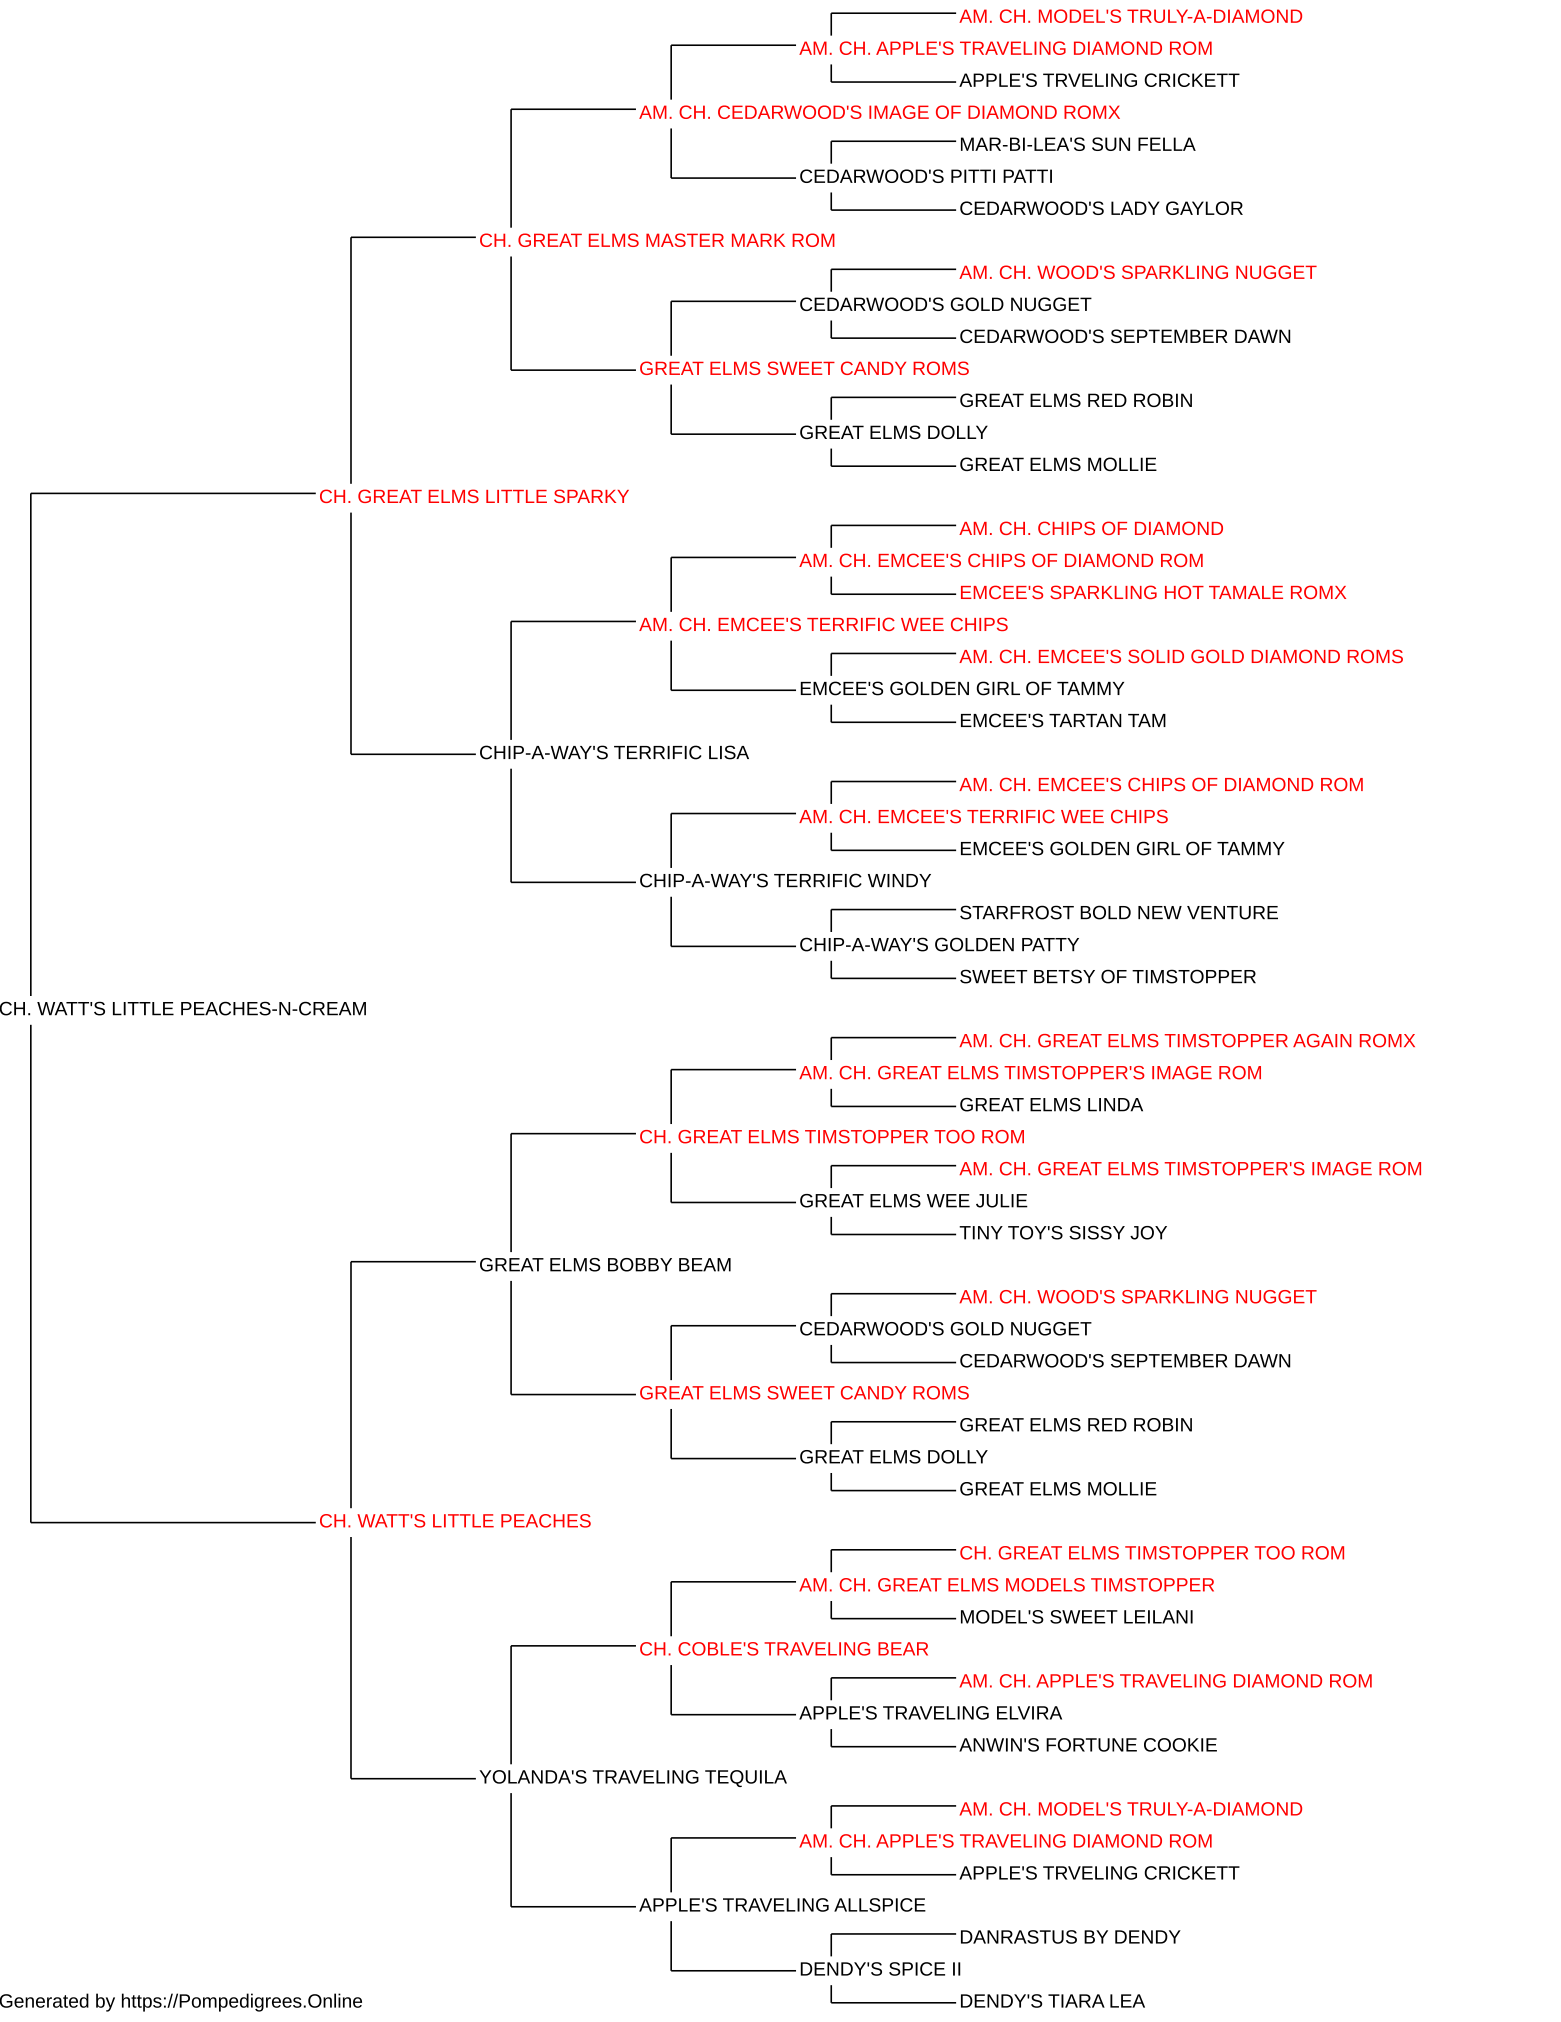 AM. CH. MODEL'S TRULY-A-DIAMOND
AM. CH. APPLE'S TRAVELING DIAMOND ROM
APPLE'S TRVELING CRICKETT
AM. CH. CEDARWOOD'S IMAGE OF DIAMOND ROMX
MAR-BI-LEA'S SUN FELLA
CEDARWOOD'S PITTI PATTI
CEDARWOOD'S LADY GAYLOR
CH. GREAT ELMS MASTER MARK ROM
AM. CH. WOOD'S SPARKLING NUGGET
CEDARWOOD'S GOLD NUGGET
CEDARWOOD'S SEPTEMBER DAWN
GREAT ELMS SWEET CANDY ROMS
GREAT ELMS RED ROBIN
GREAT ELMS DOLLY
GREAT ELMS MOLLIE
CH. GREAT ELMS LITTLE SPARKY
AM. CH. CHIPS OF DIAMOND
AM. CH. EMCEE'S CHIPS OF DIAMOND ROM
EMCEE'S SPARKLING HOT TAMALE ROMX
AM. CH. EMCEE'S TERRIFIC WEE CHIPS
AM. CH. EMCEE'S SOLID GOLD DIAMOND ROMS
EMCEE'S GOLDEN GIRL OF TAMMY
EMCEE'S TARTAN TAM
CHIP-A-WAY'S TERRIFIC LISA
AM. CH. EMCEE'S CHIPS OF DIAMOND ROM
AM. CH. EMCEE'S TERRIFIC WEE CHIPS
EMCEE'S GOLDEN GIRL OF TAMMY
CHIP-A-WAY'S TERRIFIC WINDY
STARFROST BOLD NEW VENTURE
CHIP-A-WAY'S GOLDEN PATTY
SWEET BETSY OF TIMSTOPPER
CH. WATT'S LITTLE PEACHES-N-CREAM
AM. CH. GREAT ELMS TIMSTOPPER AGAIN ROMX
AM. CH. GREAT ELMS TIMSTOPPER'S IMAGE ROM
GREAT ELMS LINDA
CH. GREAT ELMS TIMSTOPPER TOO ROM
AM. CH. GREAT ELMS TIMSTOPPER'S IMAGE ROM
GREAT ELMS WEE JULIE
TINY TOY'S SISSY JOY
GREAT ELMS BOBBY BEAM
AM. CH. WOOD'S SPARKLING NUGGET
CEDARWOOD'S GOLD NUGGET
CEDARWOOD'S SEPTEMBER DAWN
GREAT ELMS SWEET CANDY ROMS
GREAT ELMS RED ROBIN
GREAT ELMS DOLLY
GREAT ELMS MOLLIE
CH. WATT'S LITTLE PEACHES
CH. GREAT ELMS TIMSTOPPER TOO ROM
AM. CH. GREAT ELMS MODELS TIMSTOPPER
MODEL'S SWEET LEILANI
CH. COBLE'S TRAVELING BEAR
AM. CH. APPLE'S TRAVELING DIAMOND ROM
APPLE'S TRAVELING ELVIRA
ANWIN'S FORTUNE COOKIE
YOLANDA'S TRAVELING TEQUILA
AM. CH. MODEL'S TRULY-A-DIAMOND
AM. CH. APPLE'S TRAVELING DIAMOND ROM
APPLE'S TRVELING CRICKETT
APPLE'S TRAVELING ALLSPICE
DANRASTUS BY DENDY
DENDY'S SPICE II
DENDY'S TIARA LEA
Generated by https://Pompedigrees.Online